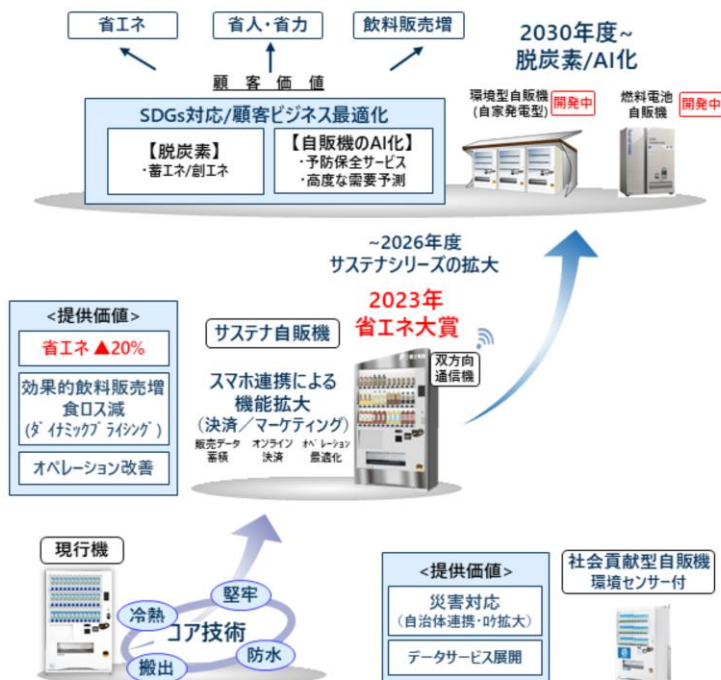 省エネ
省人・省力
飲料販売増
顧客価値
SDGs対応/顧客ビジネス最適化
【脱炭素】
・蓄エネ/創エネ
【自販機のAI化】
・予防保全サービス
・高度な需要予測
2030年度~
脱炭素/AI化
環境型自販機
(自家発電型)
開発中
燃料電池
自販機
開発中
~2026年度
サステナシリーズの拡大
2023年
省エネ大賞
<提供価値>
省エネ ▲20%
効果的飲料販売増
食ロス減
(ダイナミックプライシング)
オペレーション改善
サステナ自販機
スマホ連携による
機能拡大
(決済／マーケティング)
販売データ
蓄積
オンライン
決済
オペレーション
最適化
双方向
通信機
現行機
堅牢
冷熱
コア技術
防水
搬出
<提供価値>
災害対応
(自治体連携・ロケ拡大)
データサービス展開
社会貢献型自販機
環境センサー付